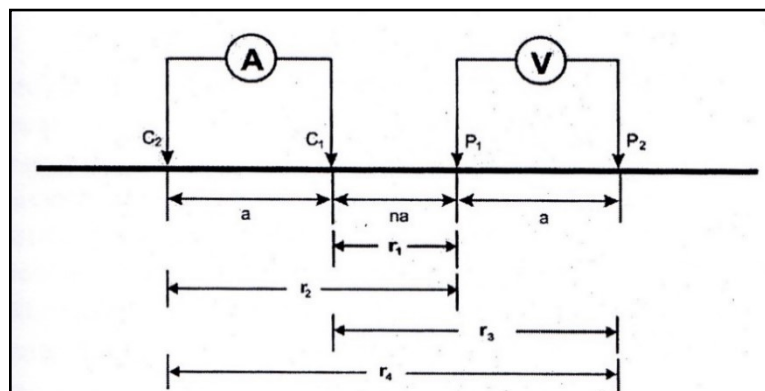 A V
C₂ C₁ P₁ P₂
a na a
r₁
r₂
r₃
r₄